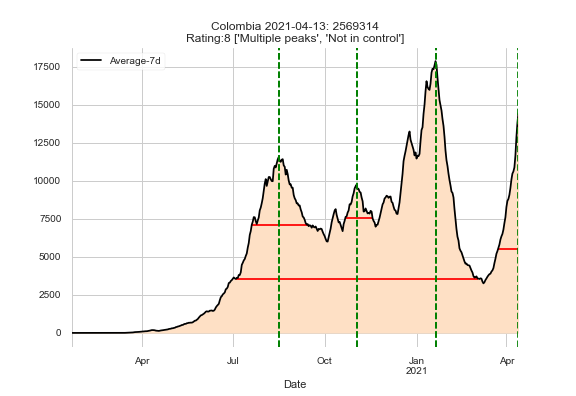 Colombia 2021-04-13: 2569314
Rating:8 ['Multiple peaks', 'Not in control']
Average-7d
17500
15000
12500
10000
7500
5000
2500
0
Apr Jul Oct Jan Apr
2021
Date